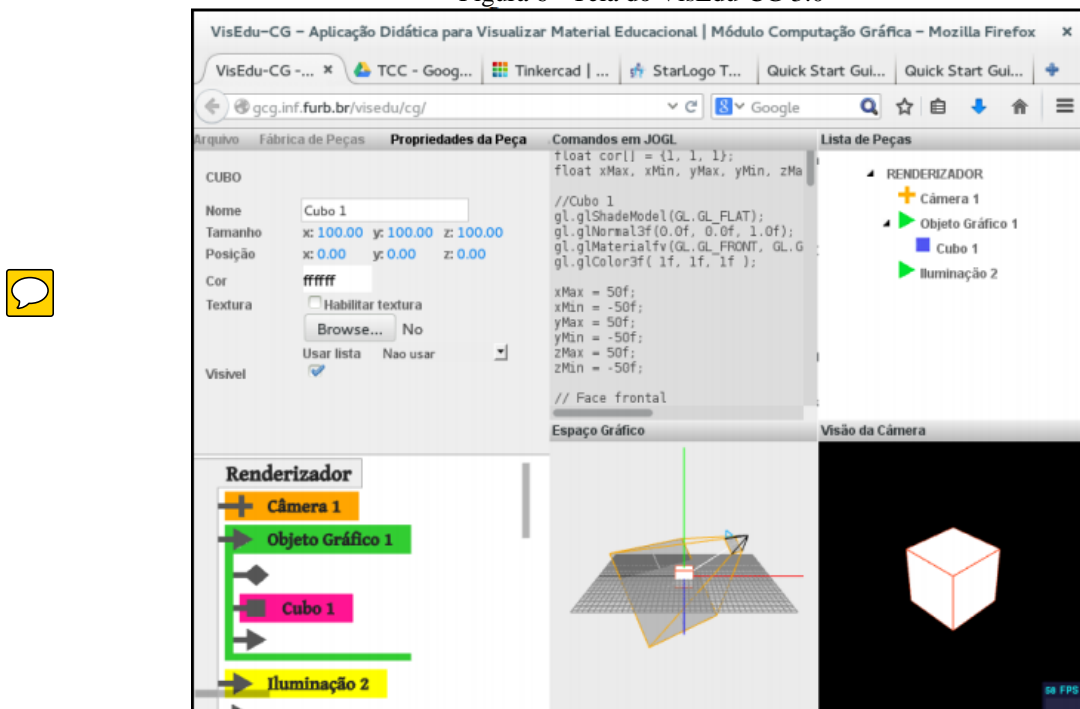 VisEdu-CG – Aplicação Didática para Visualizar Material Educacional | Módulo Computação Gráfica – Mozilla Firefox ×
VisEdu-CG -... × TCC - Goog... Tinkercad | ... StarLogo T... Quick Start Gui... Quick Start Gui...
gcg.inf.furb.br/visedu/cg/ Google
Arquivo Fábrica de Peças Propriedades da Peça
CUBO
Nome Cubo 1
Tamanho x: 100.00 y: 100.00 z: 100.00
Posição x: 0.00 y: 0.00 z: 0.00
Cor ffffff
Textura Habilitar textura
Browse... No
Usar lista Nao usar
Visível
Comandos em JOGL
float cor[] = {1, 1, 1};
float xMax, xMin, yMax, yMin, zMa
//Cubo 1
gl.glShadeModel(GL.GL_FLAT);
gl.glNormal3f(0.0f, 0.0f, 1.0f);
gl.glMaterialfv(GL.GL_FRONT, GL.G
gl.glColor3f( 1f, 1f, 1f );
xMax = 50f;
xMin = -50f;
yMax = 50f;
yMin = -50f;
zMax = 50f;
zMin = -50f;
// Face frontal
Lista de Peças
RENDERIZADOR
Câmera 1
Objeto Gráfico 1
Cubo 1
Iluminação 2
Renderizador
Câmera 1
Objeto Gráfico 1
Cubo 1
Iluminação 2
Espaço Gráfico
Visão da Câmera
58 FPS